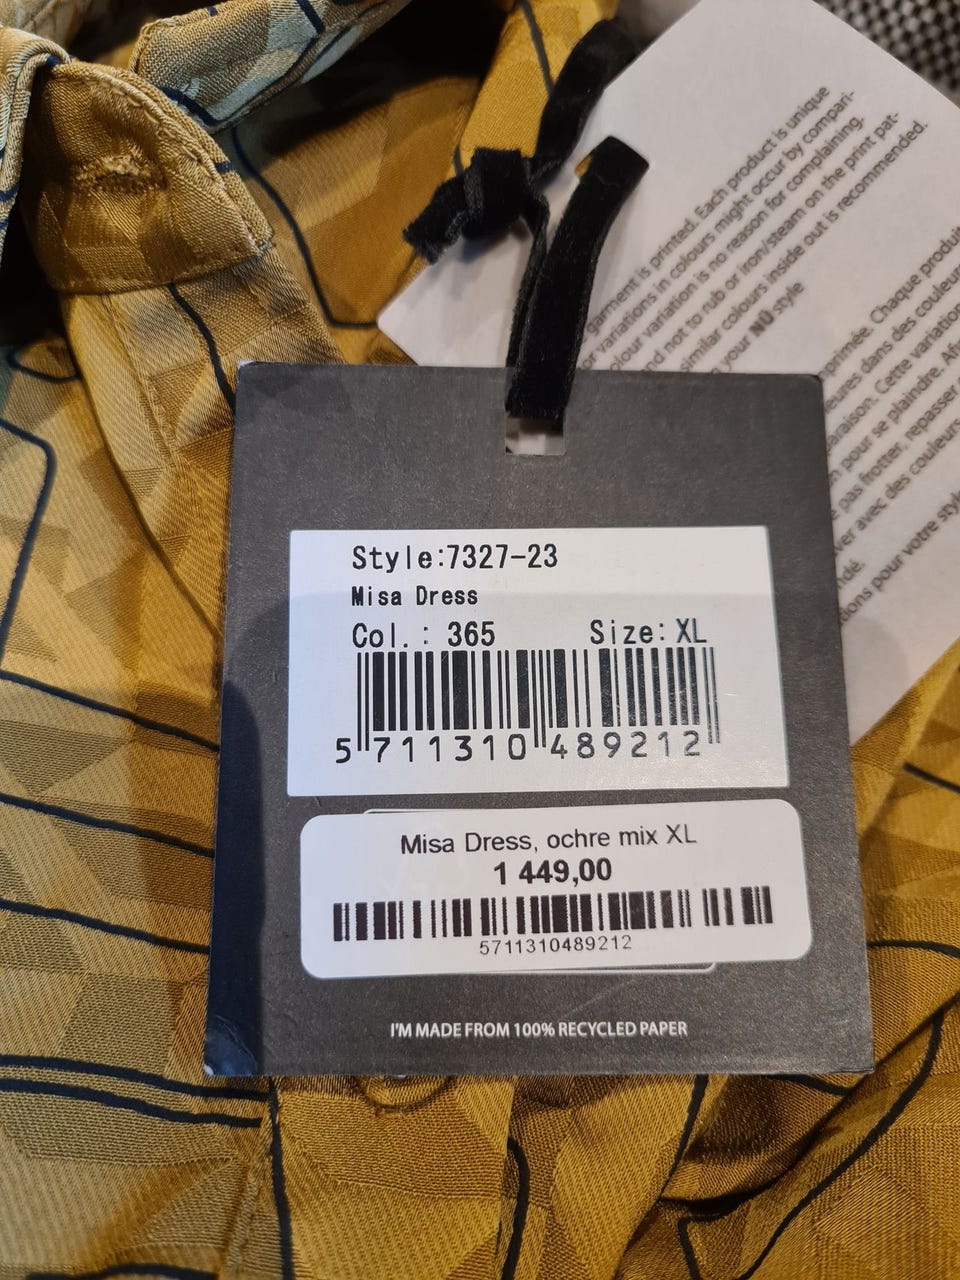 garment is printed. Each product is unique
variations in colours might occur by compari-
colour variation is no reason for complaining.
and not to rub or iron/steam on the print pat-
similar colours inside out is recommended.
your NÜ style
Chaque produit
dans des couleurs
Cette variation
pour se plaindre.
pas frotter, repasser
avec des couleurs
pour votre style
Style:7327-23
Misa Dress
Col.: 365 Size: XL
5 711310 489212
Misa Dress, ochre mix XL
1 449,00
5711310489212
I'M MADE FROM 100% RECYCLED PAPER